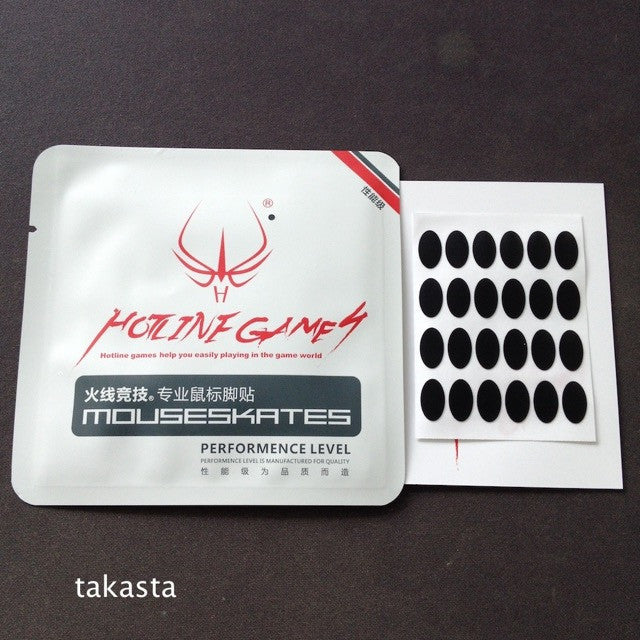 性能级
®
H
HOTLINE GAMES
Hotline games help you easily playing in the game world
火线竞技® 专业鼠标脚贴
MOUSESKATES
PERFORMENCE LEVEL
PERFORMENCE LEVEL IS MANUFACTURED FOR QUALITY
性能级为品质而造
takasta